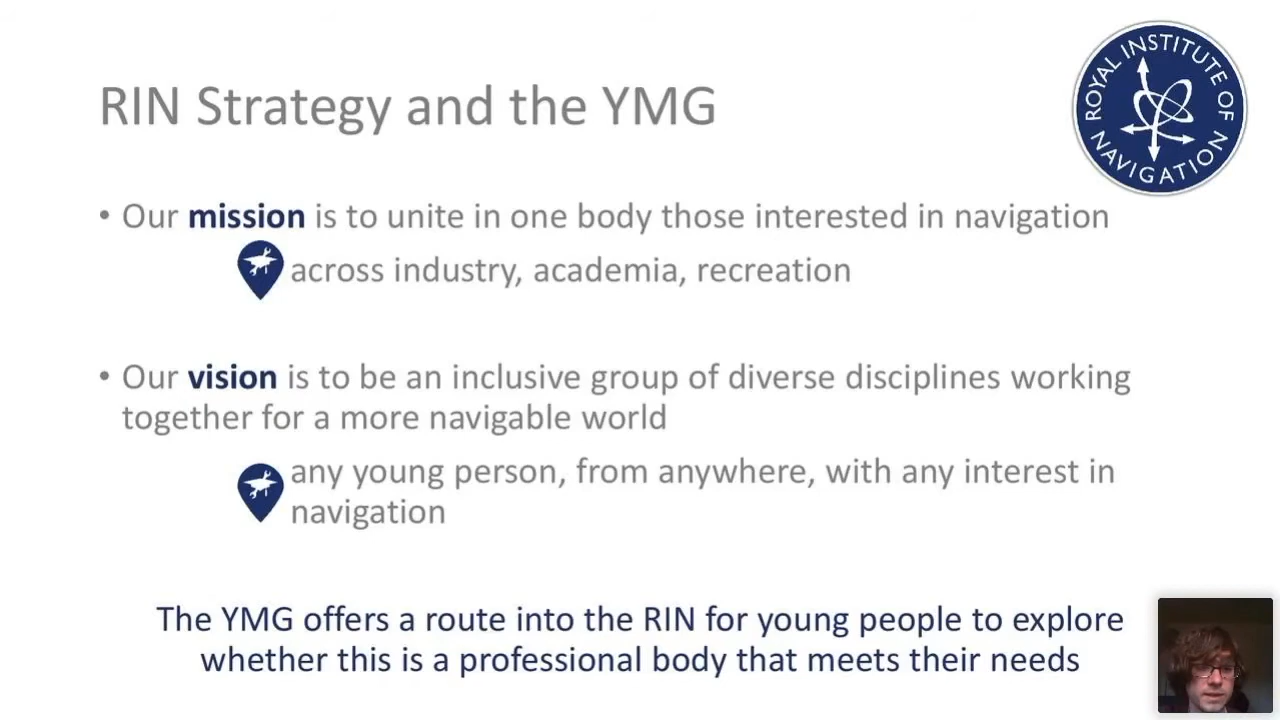 RIN Strategy and the YMG
ROYAL INSTITUTE OF NAVIGATION
• Our mission is to unite in one body those interested in navigation
across industry, academia, recreation
• Our vision is to be an inclusive group of diverse disciplines working
together for a more navigable world
any young person, from anywhere, with any interest in
navigation
The YMG offers a route into the RIN for young people to explore
whether this is a professional body that meets their needs